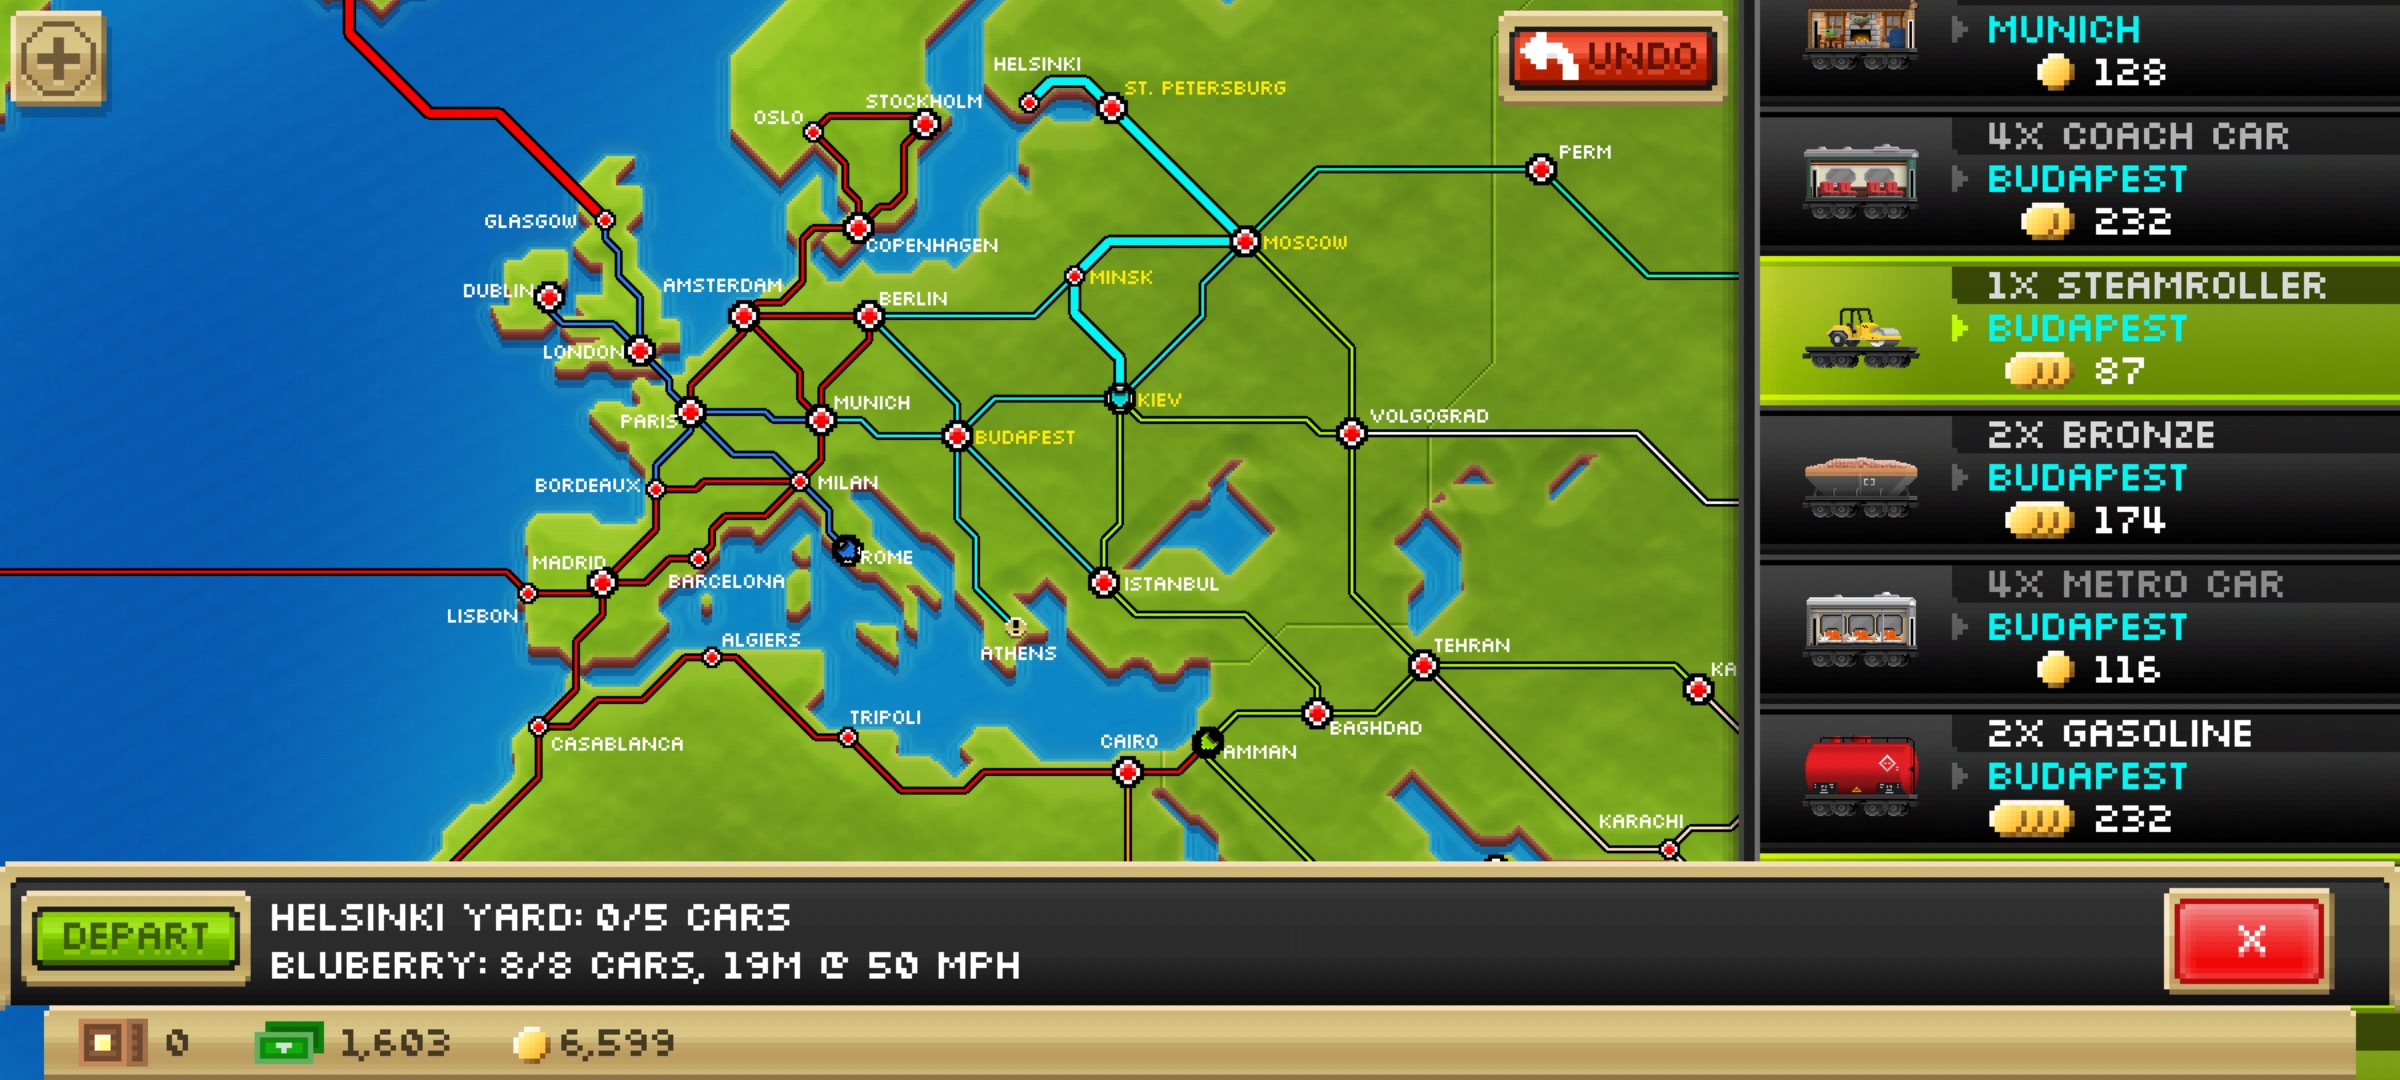 HELSINKI
ST. PETERSBURG
UNDO
STOCKHOLM
OSLO
PERM
GLASGOW
COPENHAGEN
MOSCOW
MINSK
DUBLIN
AMSTERDAM
BERLIN
LONDON
KIEV
MUNICH
PARIS
VOLGOGRAD
BUDAPEST
BORDEAUX
MILAN
ROME
MADRID
BARCELONA
ISTANBUL
LISBON
ALGIERS
ATHENS
TEHRAN
KA
TRIPOLI
CASABLANCA
CAIRO
AMMAN
BAGHDAD
KARACHI
MUNICH
128
4X COACH CAR
BUDAPEST
232
1X STEAMROLLER
BUDAPEST
87
2X BRONZE
BUDAPEST
174
4X METRO CAR
BUDAPEST
116
2X GASOLINE
BUDAPEST
232
DEPART
HELSINKI YARD: 0/5 CARS
BLUBERRY: 8/8 CARS, 19M @ 50 MPH
X
0 1,603 6,599